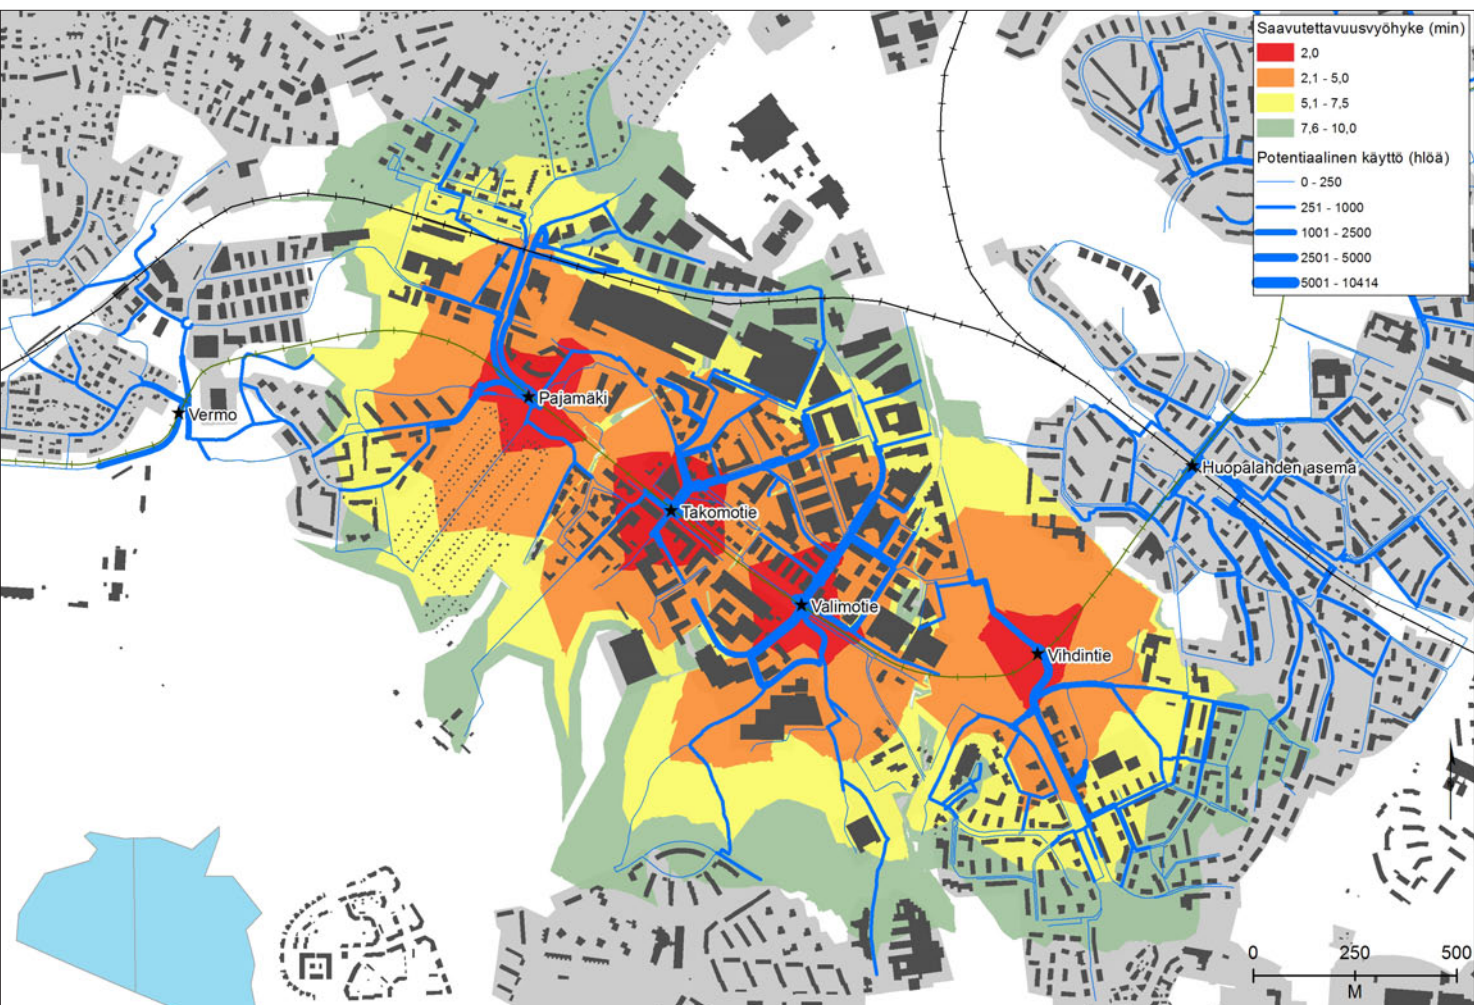 Saavutettavuusvyöhyke (min)
2,0
2,1 - 5,0
5,1 - 7,5
7,6 - 10,0
Potentiaalinen käyttö (hlöä)
0 - 250
251 - 1000
1001 - 2500
2501 - 5000
5001 - 10414
Pajamäki
Vermo
Huopalahden asema
Takomotie
Valimotie
Vihdintie
0 250 500
M